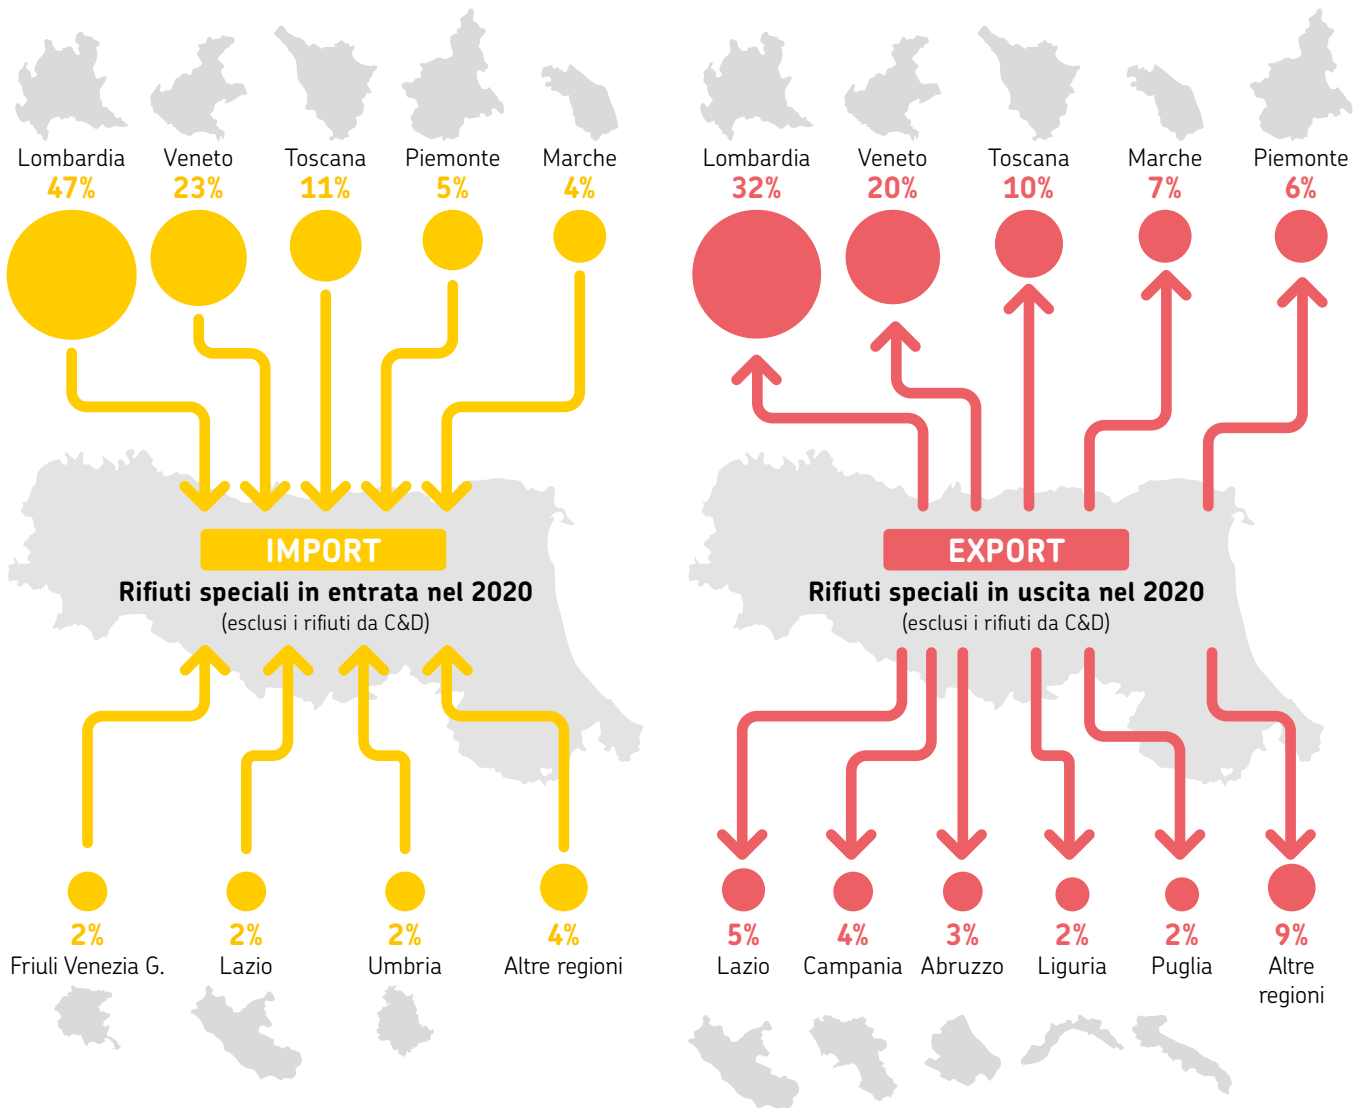 Lombardia
47%
Veneto
23%
Toscana
11%
Piemonte
5%
Marche
4%
IMPORT
Rifiuti speciali in entrata nel 2020
(esclusi i rifiuti da C&D)
2%
Friuli Venezia G.
2%
Lazio
2%
Umbria
4%
Altre regioni
Lombardia
32%
Veneto
20%
Toscana
10%
Marche
7%
Piemonte
6%
EXPORT
Rifiuti speciali in uscita nel 2020
(esclusi i rifiuti da C&D)
5%
Lazio
4%
Campania
3%
Abruzzo
2%
Liguria
2%
Puglia
9%
Altre
regioni